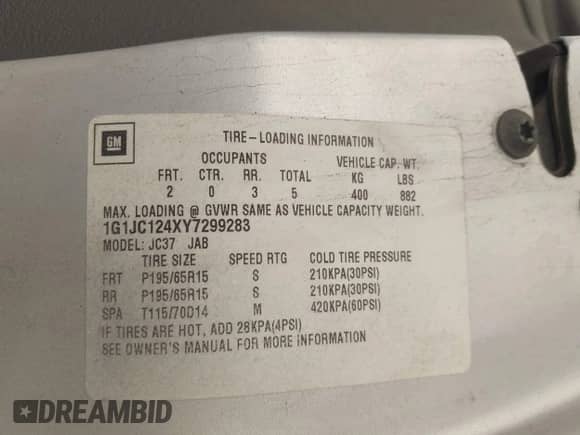 GM
TIRE-LOADING INFORMATION
OCCUPANTS VEHICLE CAP. WT.
FRT. CTR. RR. TOTAL KG LBS
2 0 3 5 400 882
MAX. LOADING @ GVWR SAME AS VEHICLE CAPACITY WEIGHT.
1G1JC124XY7299283
MODEL: JC37 JAB
TIRE SIZE SPEED RTG COLD TIRE PRESSURE
FRT P195/65R15 S 210KPA(30PSI)
RR P195/65R15 S 210KPA(30PSI)
SPA T115/70D14 M 420KPA(60PSI)
IF TIRES ARE HOT, ADD 28KPA(4PSI)
SEE OWNER'S MANUAL FOR MORE INFORMATION
DREAMBID